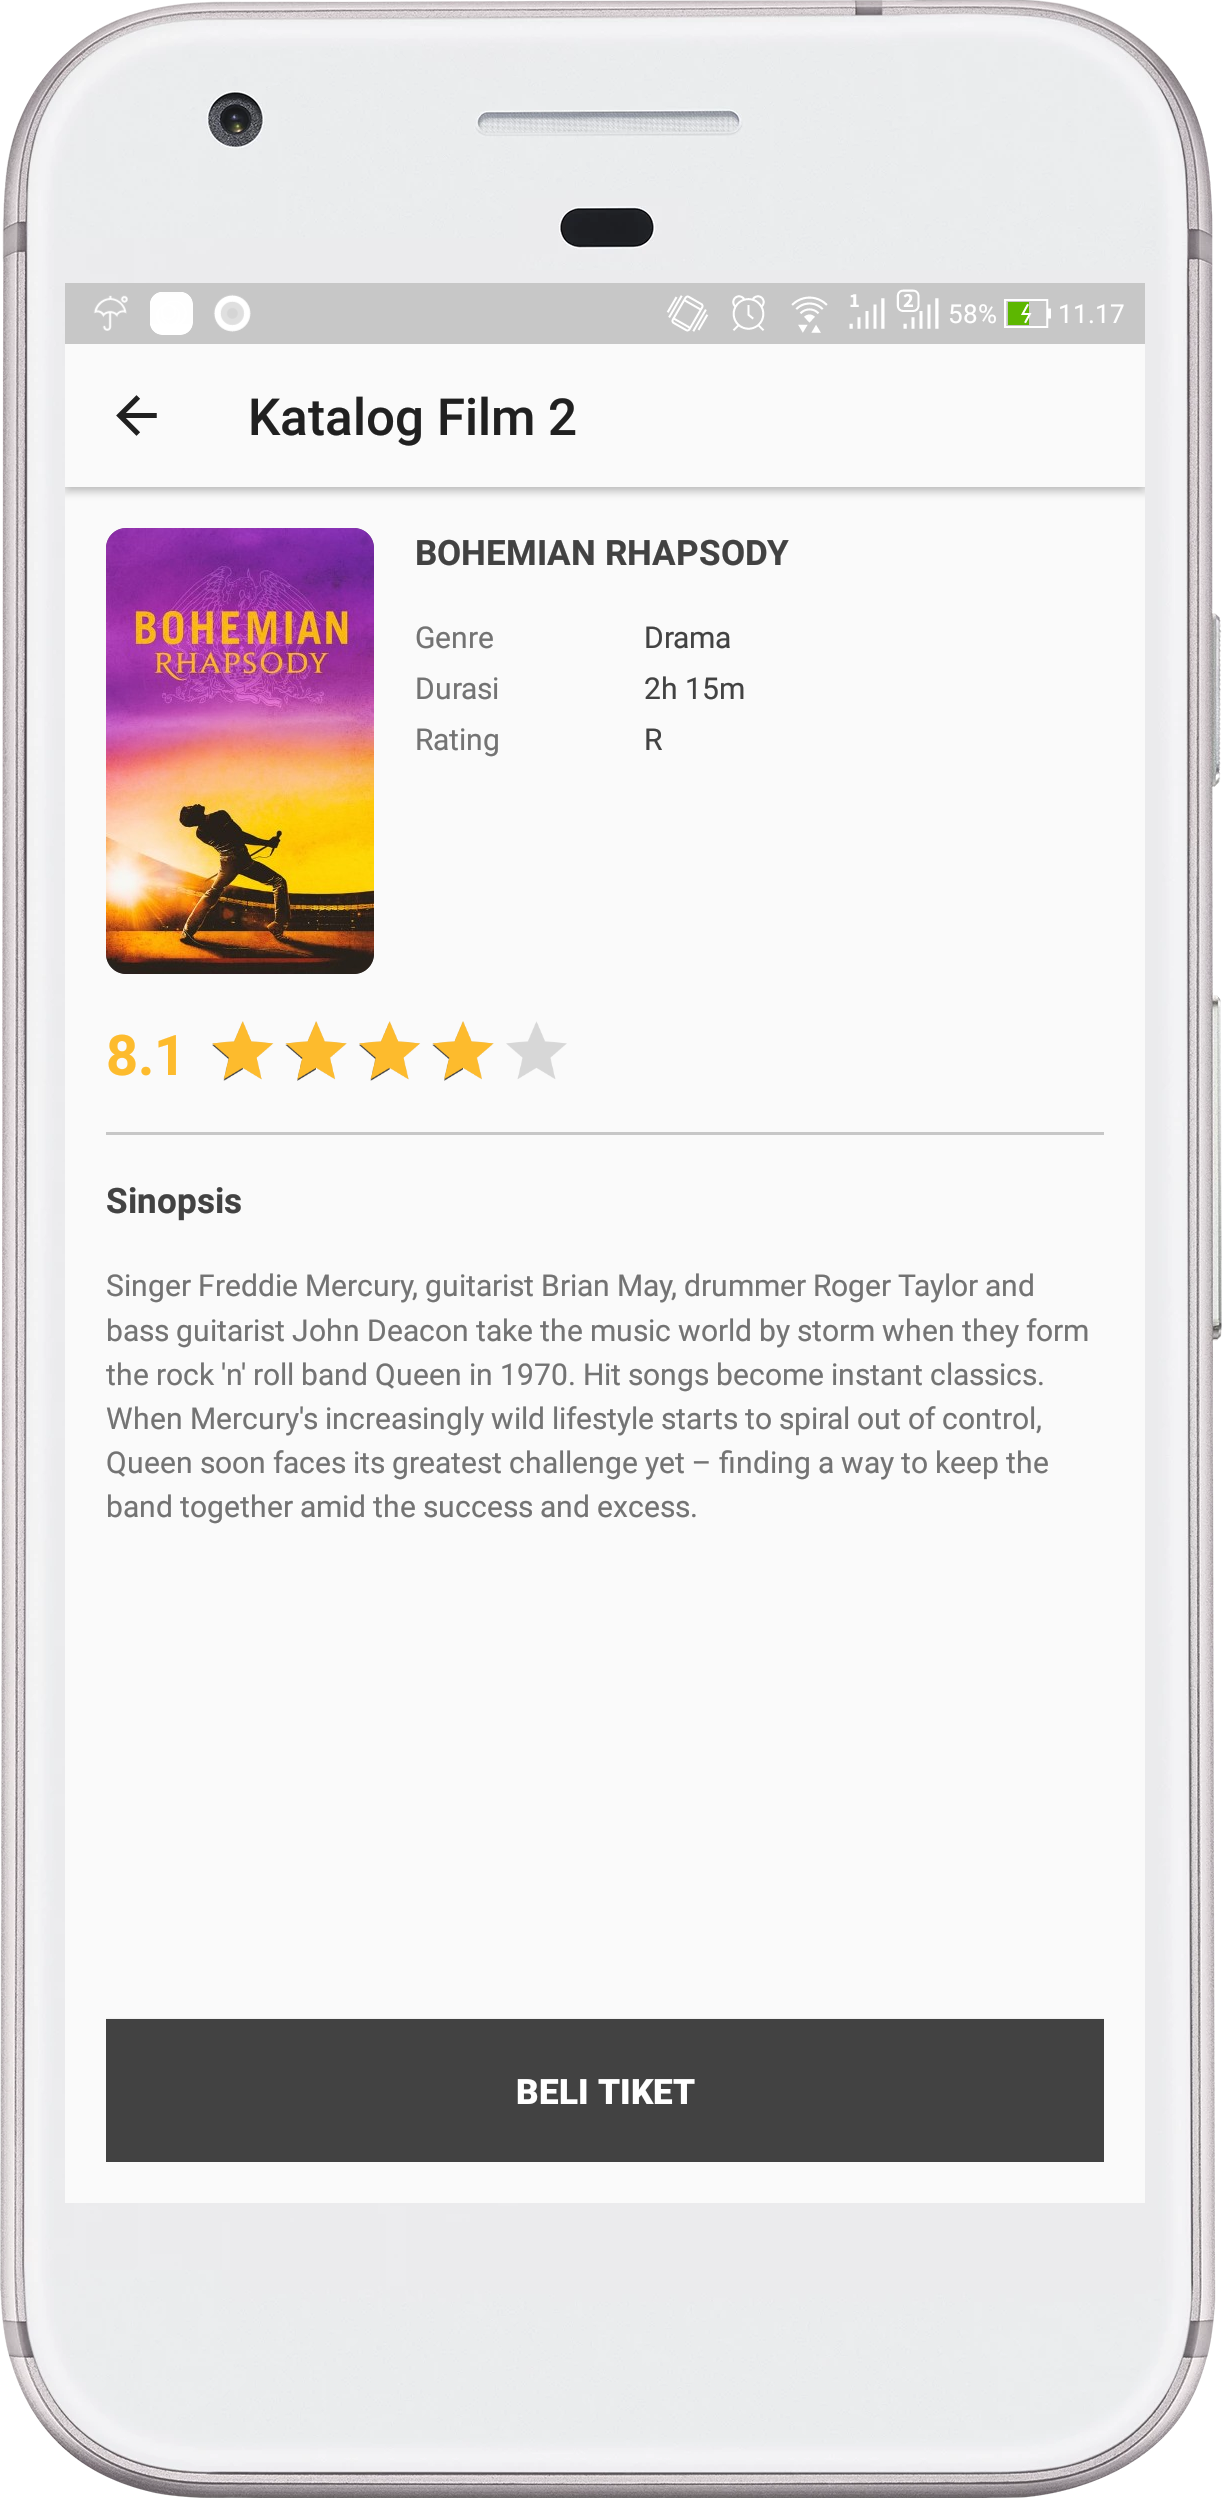 1 2 58% 11.17
Katalog Film 2
BOHEMIAN
RHAPSODY
BOHEMIAN RHAPSODY
Genre Drama
Durasi 2h 15m
Rating R
8.1
Sinopsis
Singer Freddie Mercury, guitarist Brian May, drummer Roger Taylor and
bass guitarist John Deacon take the music world by storm when they form
the rock 'n' roll band Queen in 1970. Hit songs become instant classics.
When Mercury's increasingly wild lifestyle starts to spiral out of control,
Queen soon faces its greatest challenge yet – finding a way to keep the
band together amid the success and excess.
BELI TIKET